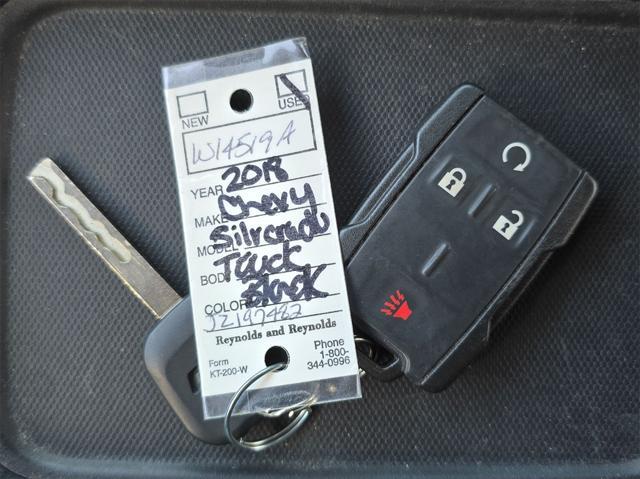 NEW
USED
W14519A
YEAR 2018
MAKE Chevy
MODEL Silverado
BODY Truck
COLOR Black
JZ197482
Reynolds and Reynolds
Form
KT-200-W
Phone
1-800-
344-0996